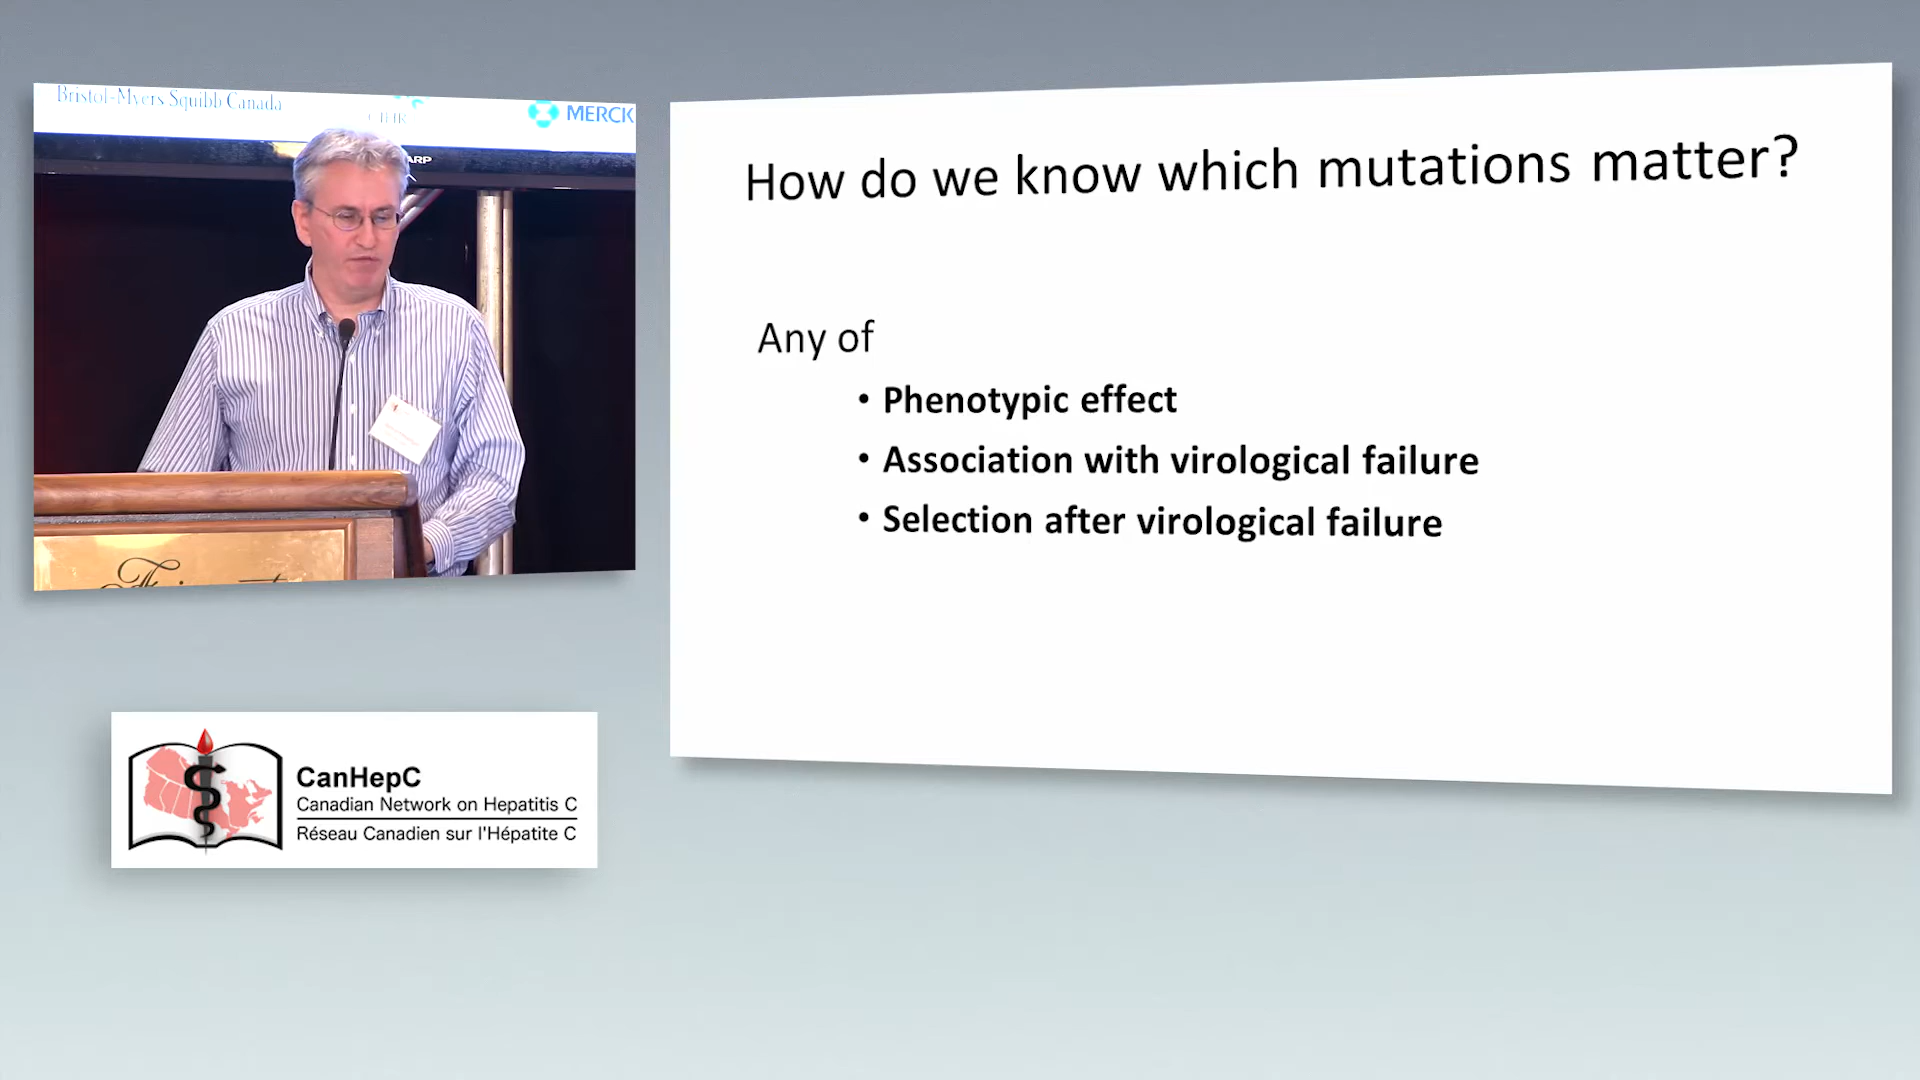 Bristol-Myers Squibb Canada
MERCK
ARP
How do we know which mutations matter?
Any of
• Phenotypic effect
• Association with virological failure
• Selection after virological failure
CanHepC
Canadian Network on Hepatitis C
Réseau Canadien sur l'Hépatite C